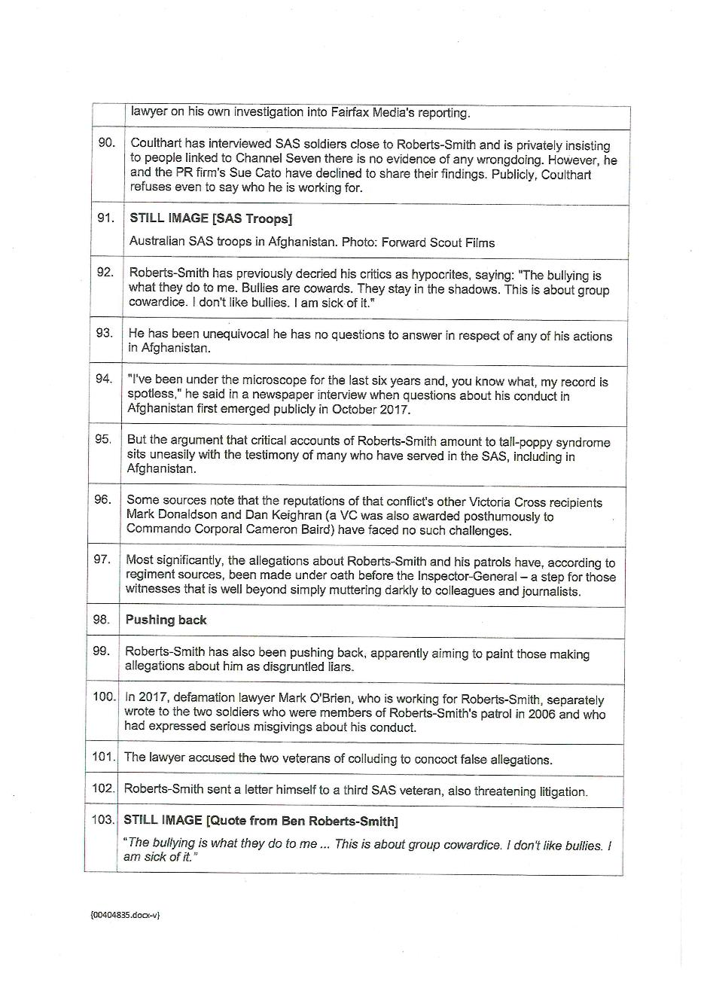 lawyer on his own investigation into Fairfax Media's reporting.
90. Coulthart has interviewed SAS soldiers close to Roberts-Smith and is privately insisting
to people linked to Channel Seven there is no evidence of any wrongdoing. However, he
and the PR firm's Sue Cato have declined to share their findings. Publicly, Coulthart
refuses even to say who he is working for.
91. STILL IMAGE [SAS Troops]
Australian SAS troops in Afghanistan. Photo: Forward Scout Films
92. Roberts-Smith has previously decried his critics as hypocrites, saying: "The bullying is
what they do to me. Bullies are cowards. They stay in the shadows. This is about group
cowardice. I don't like bullies. I am sick of it."
93. He has been unequivocal he has no questions to answer in respect of any of his actions
in Afghanistan.
94. "I've been under the microscope for the last six years and, you know what, my record is
spotless," he said in a newspaper interview when questions about his conduct in
Afghanistan first emerged publicly in October 2017.
95. But the argument that critical accounts of Roberts-Smith amount to tall-poppy syndrome
sits uneasily with the testimony of many who have served in the SAS, including in
Afghanistan.
96. Some sources note that the reputations of that conflict's other Victoria Cross recipients
Mark Donaldson and Dan Keighran (a VC was also awarded posthumously to
Commando Corporal Cameron Baird) have faced no such challenges.
97. Most significantly, the allegations about Roberts-Smith and his patrols have, according to
regiment sources, been made under oath before the Inspector-General – a step for those
witnesses that is well beyond simply muttering darkly to colleagues and journalists.
98. Pushing back
99. Roberts-Smith has also been pushing back, apparently aiming to paint those making
allegations about him as disgruntled liars.
100. In 2017, defamation lawyer Mark O'Brien, who is working for Roberts-Smith, separately
wrote to the two soldiers who were members of Roberts-Smith's patrol in 2006 and who
had expressed serious misgivings about his conduct.
101. The lawyer accused the two veterans of colluding to concoct false allegations.
102. Roberts-Smith sent a letter himself to a third SAS veteran, also threatening litigation.
103. STILL IMAGE [Quote from Ben Roberts-Smith]
"The bullying is what they do to me ... This is about group cowardice. I don't like bullies. I
am sick of it."
{00404835.docx-v}